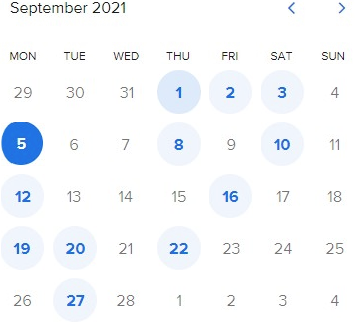 September 2021 < >
MON TUE WED THU FRI SAT SUN
29 30 31 1 2 3 4
5 6 7 8 9 10 11
12 13 14 15 16 17 18
19 20 21 22 23 24 25
26 27 28 1 2 3 4